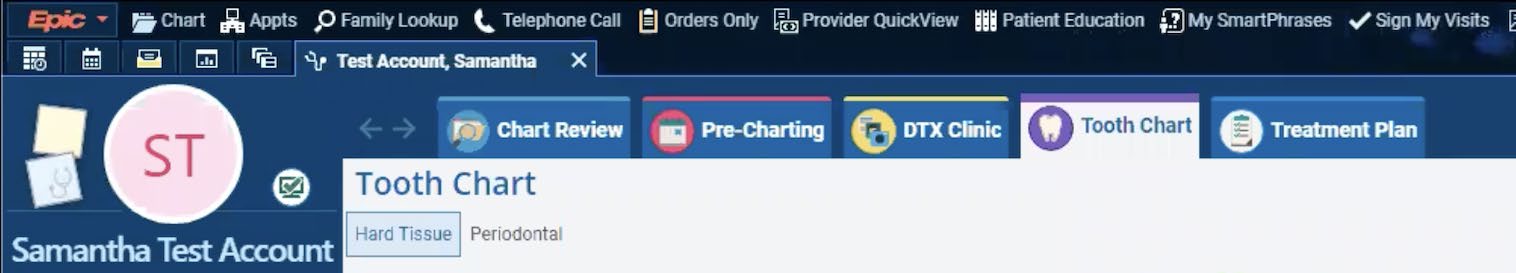 Epic Chart Appts Family Lookup Telephone Call Orders Only Provider QuickView Patient Education My SmartPhrases Sign My Visits
Test Account, Samantha
ST
Chart Review Pre-Charting DTX Clinic Tooth Chart Treatment Plan
Tooth Chart
Hard Tissue Periodontal
Samantha Test Account